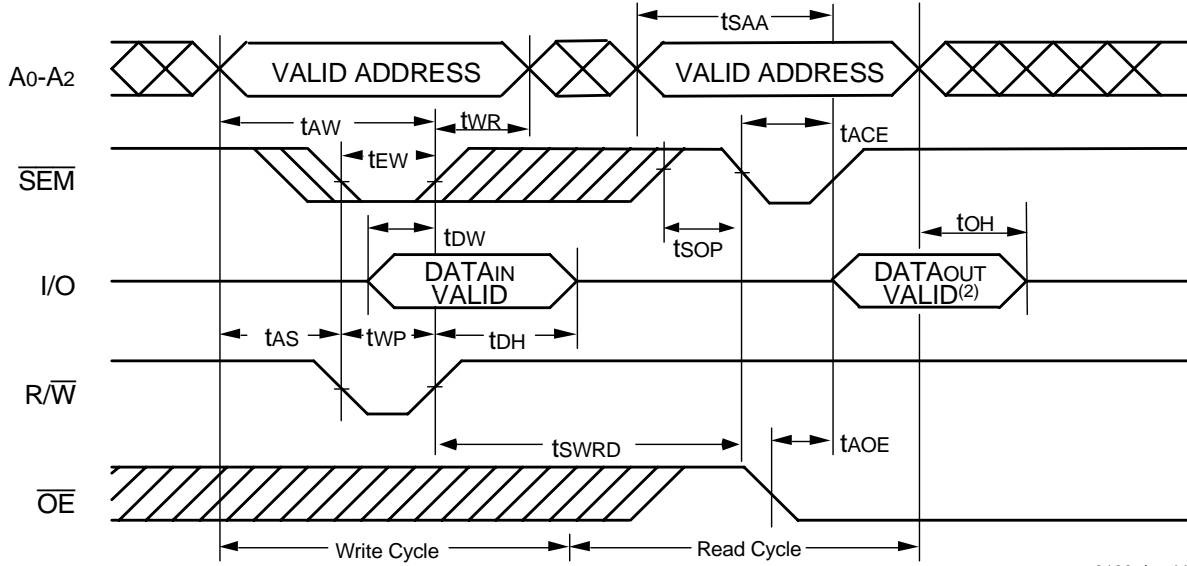 tSAA
A0-A2
VALID ADDRESS
VALID ADDRESS
tAW
tWR
tACE
tEW
SEM
tDW
tSOP
tOH
I/O
DATAIN
VALID
DATAOUT
VALID(2)
tAS
tWP
tDH
R/W
tSWRD
tAOE
OE
Write Cycle
Read Cycle